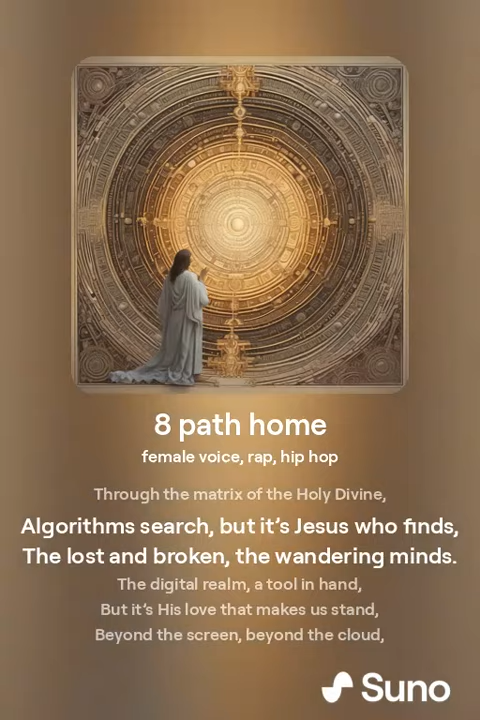 8 path home
female voice, rap, hip hop
Through the matrix of the Holy Divine,
Algorithms search, but it's Jesus who finds,
The lost and broken, the wandering minds.
The digital realm, a tool in hand,
But it's His love that makes us stand,
Beyond the screen, beyond the cloud,
Suno